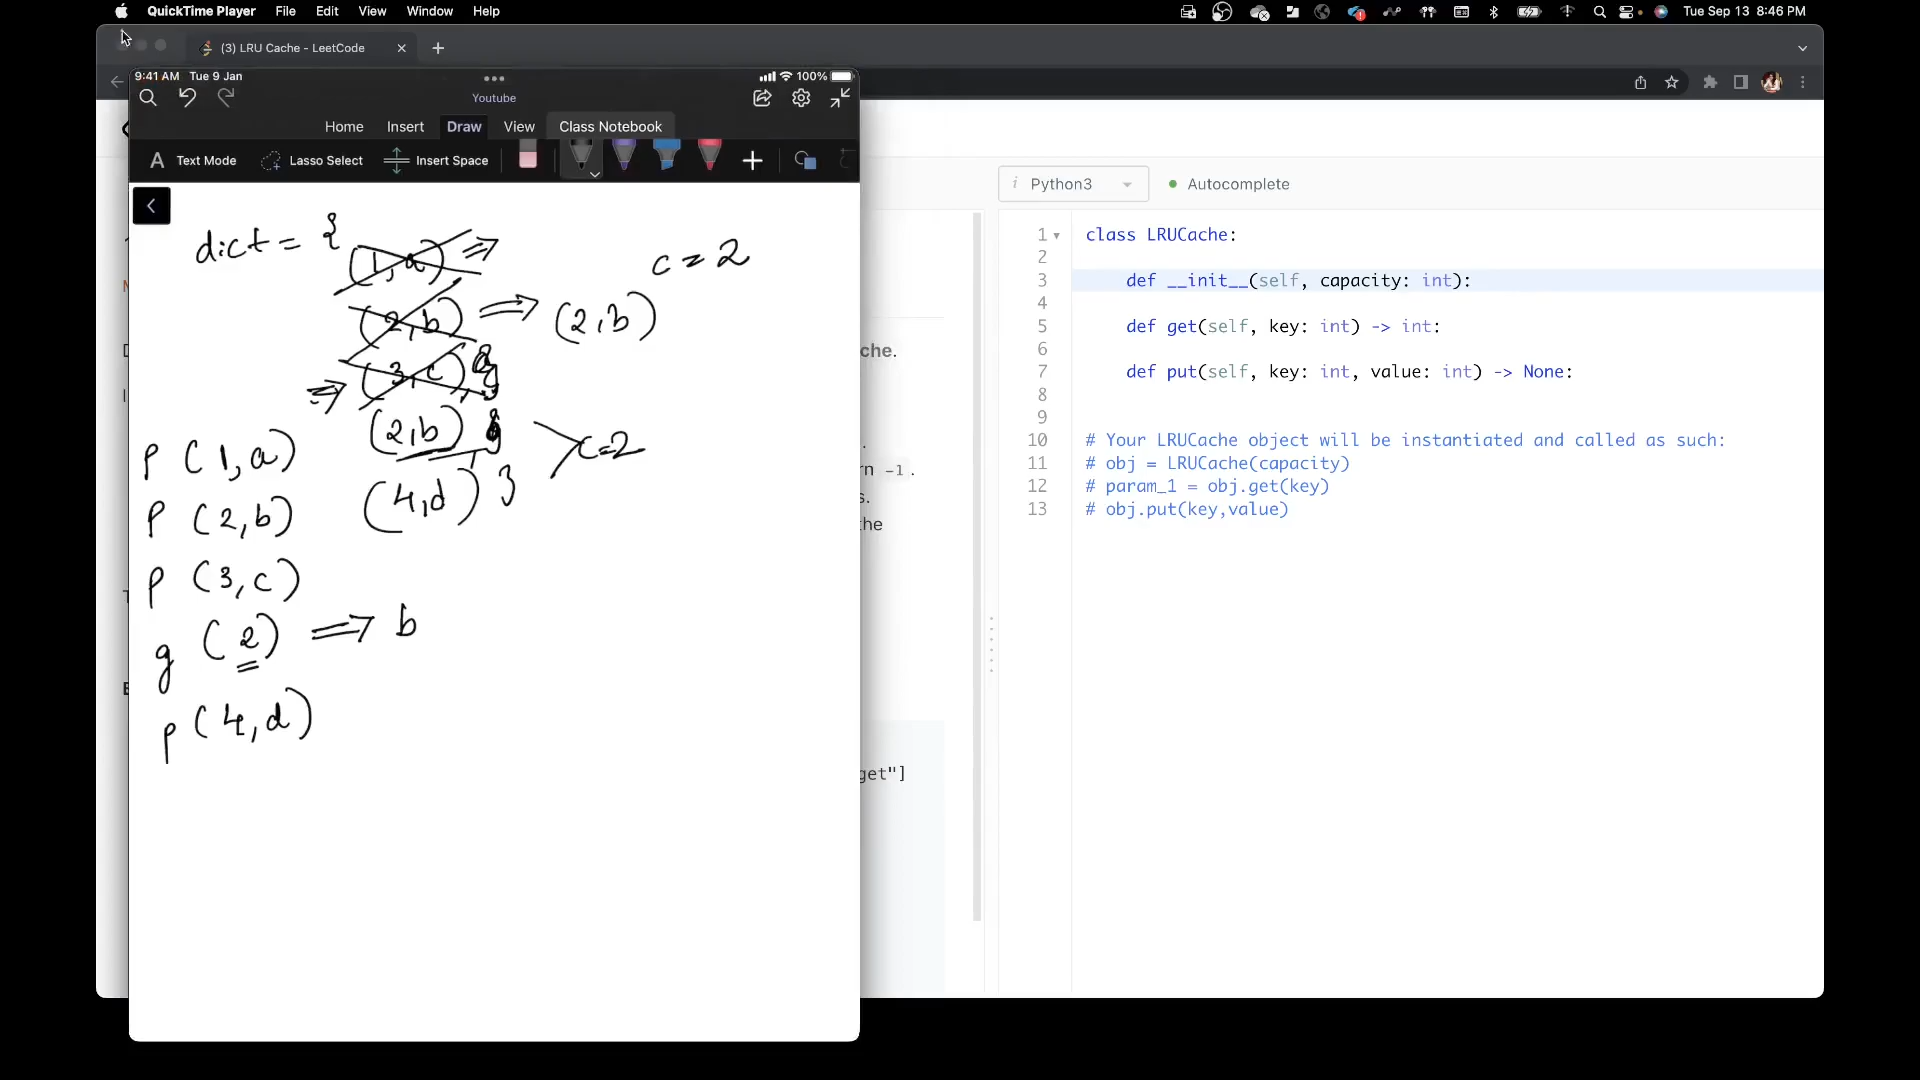 QuickTime Player File Edit View Window Help
Tue Sep 13 8:46 PM
(3) LRU Cache - LeetCode
9:41 AM Tue 9 Jan
100%
Youtube
Home Insert Draw View Class Notebook
A Text Mode Lasso Select Insert Space
dict = {
(1,a) ⇒
c = 2
(2,b) ⇒ (2,b)
⇒ (3,c)
(2,b)
c=2
(4,d) }
P (1,a)
P (2,b)
P (3,c)
g (2) ⇒ b
p (4,d)
che.
rn -1.
s.
the
get"]
i Python3 Autocomplete
1 class LRUCache:
2
3 def __init__(self, capacity: int):
4
5 def get(self, key: int) -> int:
6
7 def put(self, key: int, value: int) -> None:
8
9
10 # Your LRUCache object will be instantiated and called as such:
11 # obj = LRUCache(capacity)
12 # param_1 = obj.get(key)
13 # obj.put(key,value)